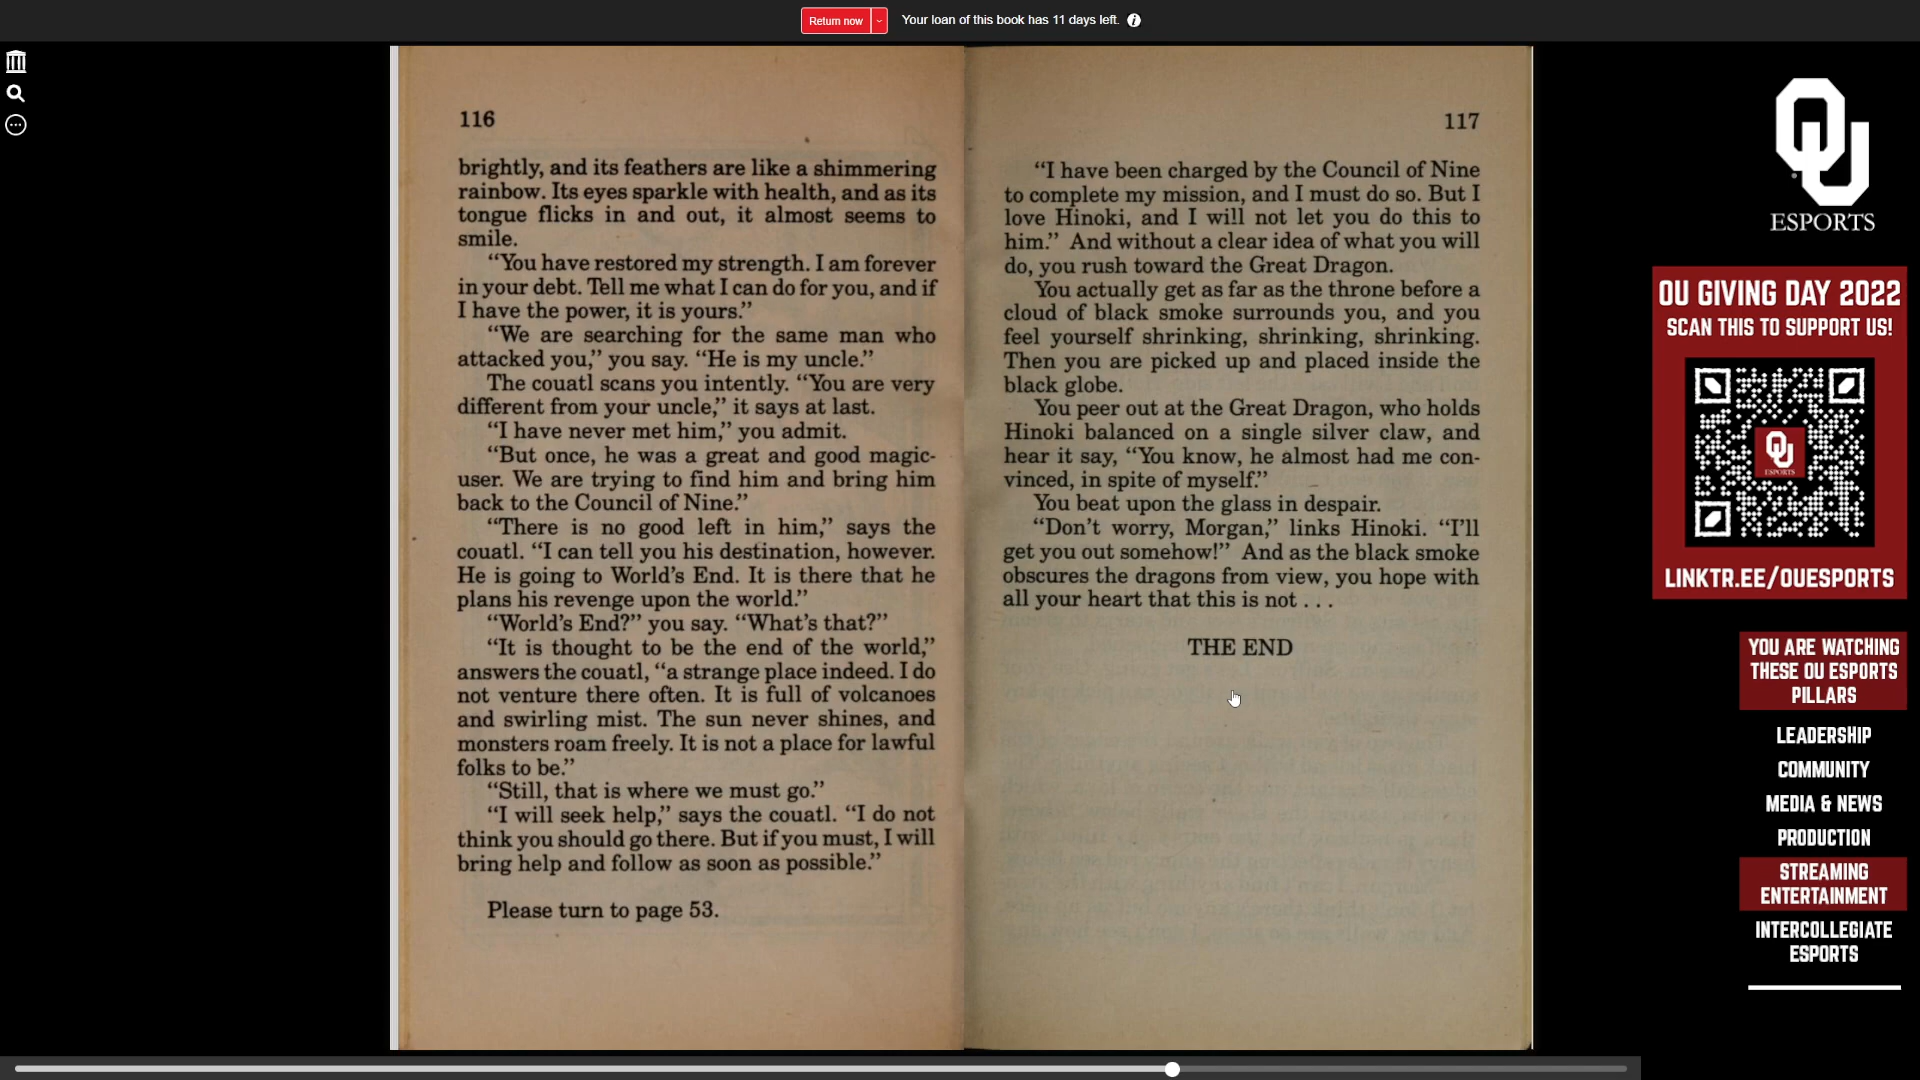 Return now
Your loan of this book has 11 days left.
116
brightly, and its feathers are like a shimmering
rainbow. Its eyes sparkle with health, and as its
tongue flicks in and out, it almost seems to
smile.
“You have restored my strength. I am forever
in your debt. Tell me what I can do for you, and if
I have the power, it is yours.”
“We are searching for the same man who
attacked you,” you say. “He is my uncle.”
The couatl scans you intently. “You are very
different from your uncle,” it says at last.
“I have never met him,” you admit.
“But once, he was a great and good magic-
user. We are trying to find him and bring him
back to the Council of Nine.”
“There is no good left in him,” says the
couatl. “I can tell you his destination, however.
He is going to World’s End. It is there that he
plans his revenge upon the world.”
“World’s End?” you say. “What’s that?”
“It is thought to be the end of the world,”
answers the couatl, “a strange place indeed. I do
not venture there often. It is full of volcanoes
and swirling mist. The sun never shines, and
monsters roam freely. It is not a place for lawful
folks to be.”
“Still, that is where we must go.”
“I will seek help,” says the couatl. “I do not
think you should go there. But if you must, I will
bring help and follow as soon as possible.”
Please turn to page 53.
117
“I have been charged by the Council of Nine
to complete my mission, and I must do so. But I
love Hinoki, and I will not let you do this to
him.” And without a clear idea of what you will
do, you rush toward the Great Dragon.
You actually get as far as the throne before a
cloud of black smoke surrounds you, and you
feel yourself shrinking, shrinking, shrinking.
Then you are picked up and placed inside the
black globe.
You peer out at the Great Dragon, who holds
Hinoki balanced on a single silver claw, and
hear it say, “You know, he almost had me con-
vinced, in spite of myself.”
You beat upon the glass in despair.
“Don’t worry, Morgan,” links Hinoki. “I’ll
get you out somehow!” And as the black smoke
obscures the dragons from view, you hope with
all your heart that this is not . . .
THE END
OU
ESPORTS
OU GIVING DAY 2022
SCAN THIS TO SUPPORT US!
OU
ESPORTS
LINKTR.EE/OUESPORTS
YOU ARE WATCHING
THESE OU ESPORTS
PILLARS
LEADERSHIP
COMMUNITY
MEDIA & NEWS
PRODUCTION
STREAMING
ENTERTAINMENT
INTERCOLLEGIATE
ESPORTS